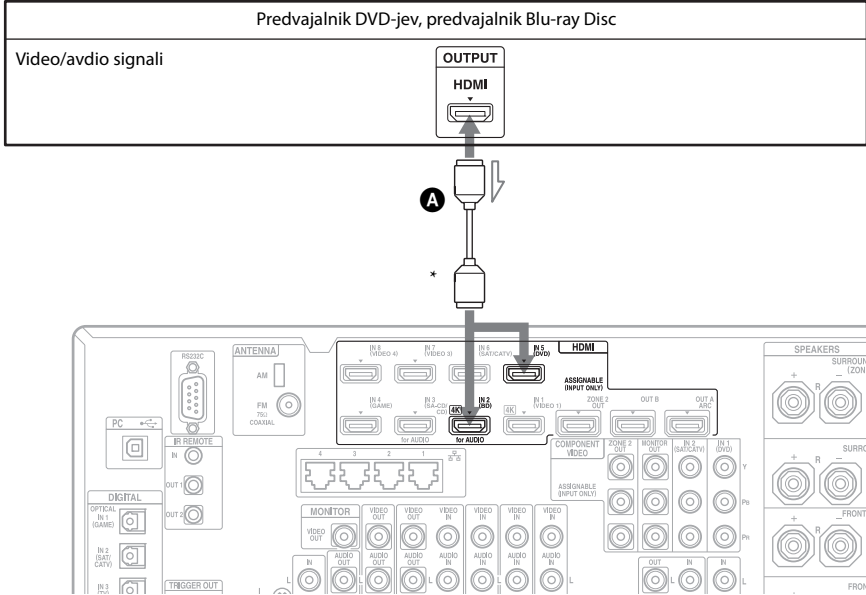 Predvajalnik DVD-jev, predvajalnik Blu-ray Disc
Video/avdio signali
OUTPUT
HDMI
A
*
RS232C
ANTENNA
AM
FM
75Ω
COAXIAL
IN 8
(VIDEO 4)
IN 7
(VIDEO 3)
IN 6
(SAT/CATV)
IN 5
(DVD)
HDMI
ASSIGNABLE
(INPUT ONLY)
IN 4
(GAME)
IN 3
(SA-CD/
CD)
for AUDIO
4K
IN 2
(BD)
for AUDIO
4K
IN 1
(VIDEO 1)
ZONE 2
OUT
OUT B
OUT A
ARC
SPEAKERS
SURROUN
(ZON
+
R
–
PC
IR REMOTE
IN
OUT 1
OUT 2
4 3 2 1
COMPONENT
VIDEO
ASSIGNABLE
(INPUT ONLY)
ZONE 2
OUT
MONITOR
OUT
IN 2
(SAT/CATV)
IN 1
(DVD)
Y
PB
PR
SURRO
+
R
–
DIGITAL
OPTICAL
IN 1
(GAME)
IN 2
(SAT/
CATV)
IN 3
(TV)
MONITOR
VIDEO
OUT
VIDEO
OUT
VIDEO
OUT
VIDEO
IN
VIDEO
IN
VIDEO
IN
VIDEO
IN
IN
AUDIO
OUT
AUDIO
OUT
AUDIO
IN
AUDIO
IN
AUDIO
IN
AUDIO
IN
L
L
L
L
OUT
IN
IN
L
L
FRONT
+
R
–
TRIGGER OUT
L
FRON